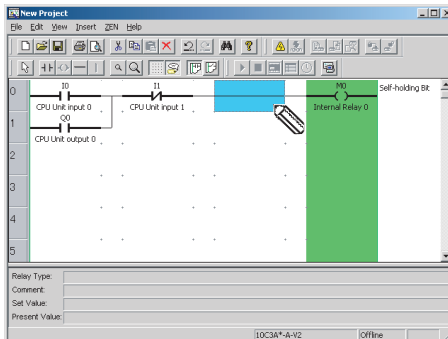 New Project
File Edit View Insert ZEN Help
0
I0
CPU Unit input 0
I1
CPU Unit input 1
M0
Internal Relay 0
Self-holding Bit
1
Q0
CPU Unit output 0
2
3
4
5
Relay Type:
Comment:
Set Value:
Present Value:
10C3A*-A-V2
Offline